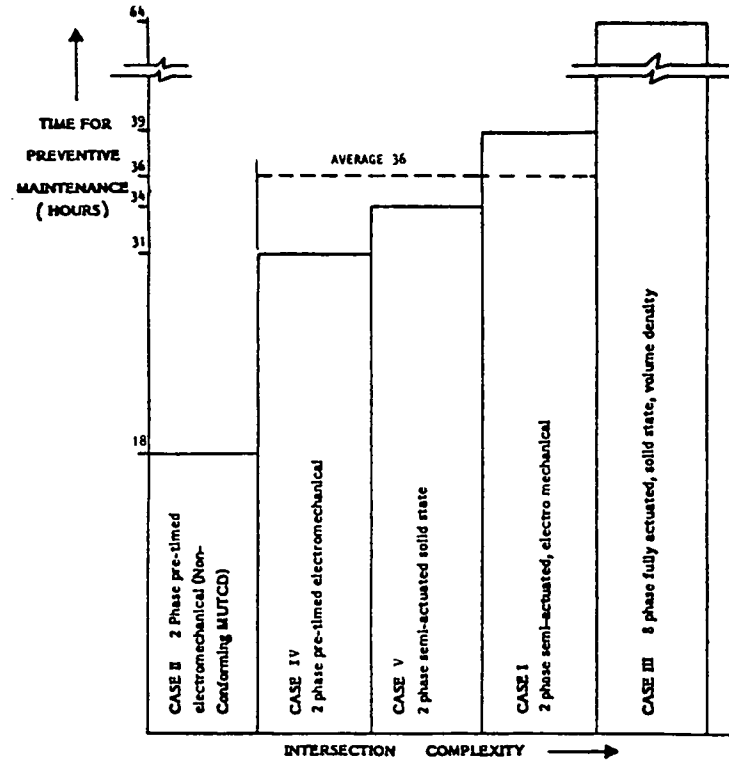 64
TIME FOR
PREVENTIVE
MAINTENANCE
( HOURS)
39
36
34
31
18
AVERAGE 36
CASE II 2 Phase pre-timed
electromechanical (Non-
Conforming MUTCD)
CASE IV
2 phase pre-timed electromechanical
CASE V
2 phase semi-actuated solid state
CASE I
2 phase semi-actuated, electro mechanical
CASE III 8 phase fully actuated, solid state, volume density
INTERSECTION COMPLEXITY